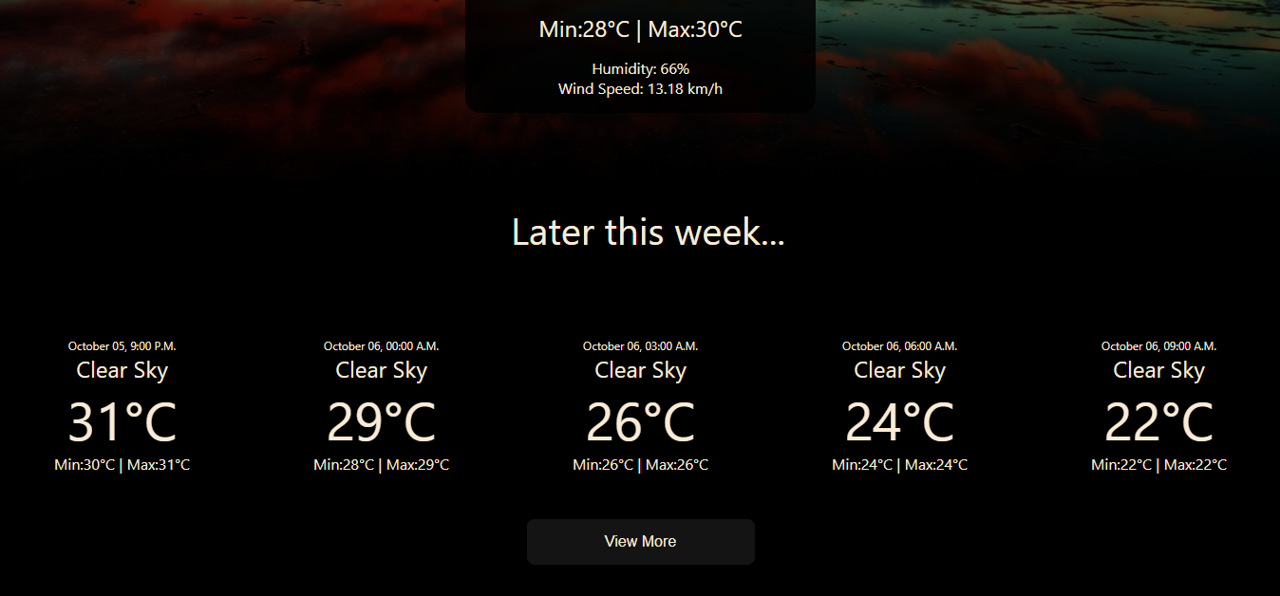 Min:28°C | Max:30°C
Humidity: 66%
Wind Speed: 13.18 km/h
Later this week...
October 05, 9:00 P.M.
Clear Sky
31°C
Min:30°C | Max:31°C
October 06, 00:00 A.M.
Clear Sky
29°C
Min:28°C | Max:29°C
October 06, 03:00 A.M.
Clear Sky
26°C
Min:26°C | Max:26°C
October 06, 06:00 A.M.
Clear Sky
24°C
Min:24°C | Max:24°C
October 06, 09:00 A.M.
Clear Sky
22°C
Min:22°C | Max:22°C
View More